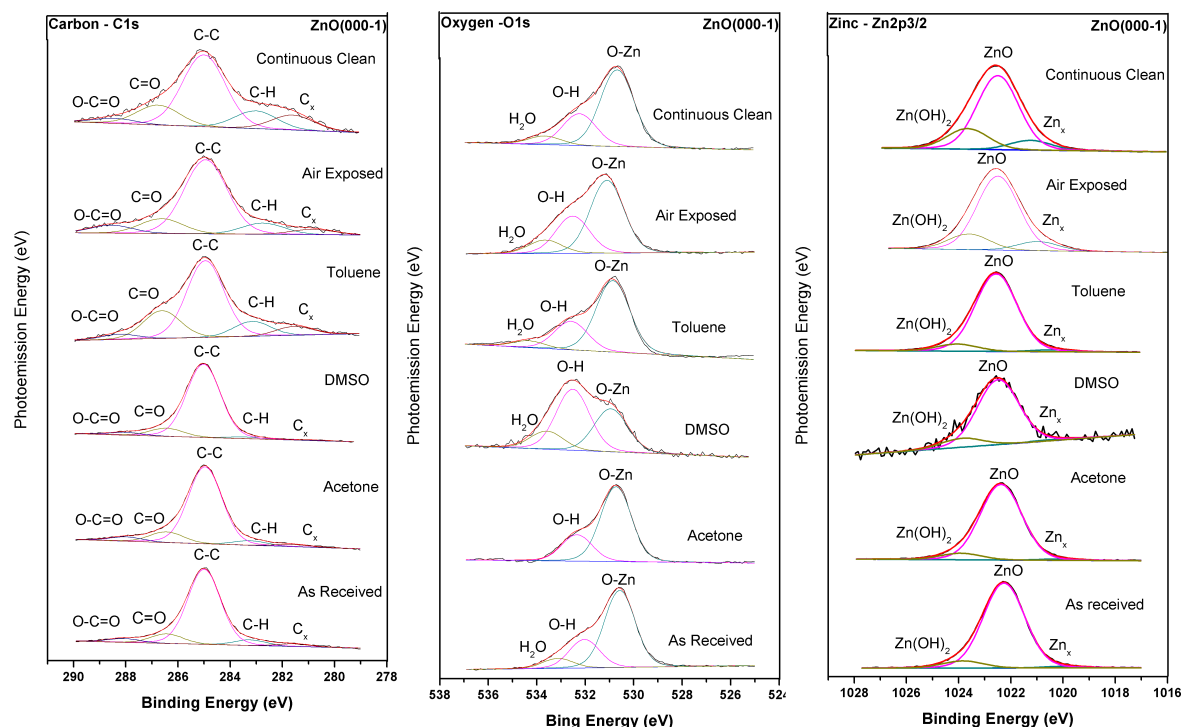 Carbon - C1s ZnO(000-1)
C-C
Continuous Clean
C=O
O-C=O
C-H
Cx
C-C
Air Exposed
C=O
O-C=O
C-H
Cx
C-C
Toluene
C=O
O-C=O
C-H
Cx
C-C
DMSO
O-C=O
C=O
C-H
Cx
C-C
Acetone
O-C=O
C=O
C-H
Cx
C-C
As Received
O-C=O
C=O
C-H
Cx
290 288 286 284 282 280 278
Binding Energy (eV)
Photoemission Energy (eV)
Oxygen -O1s ZnO(000-1)
O-Zn
O-H
H2O
Continuous Clean
O-Zn
O-H
H2O
Air Exposed
O-Zn
O-H
H2O
Toluene
O-H
O-Zn
H2O
DMSO
O-Zn
O-H
Acetone
O-Zn
O-H
H2O
As Received
538 536 534 532 530 528 526 524
Bing Energy (eV)
Photoemission Energy (eV)
Zinc - Zn2p3/2 ZnO(000-1)
ZnO
Continuous Clean
Zn(OH)2
Znx
ZnO
Air Exposed
Zn(OH)2
Znx
ZnO
Toluene
Zn(OH)2
Znx
ZnO
DMSO
Zn(OH)2
Znx
ZnO
Acetone
Zn(OH)2
Znx
ZnO
As received
Zn(OH)2
Znx
1028 1026 1024 1022 1020 1018 1016
Binding Energy (eV)
Photoemission Energy (eV)